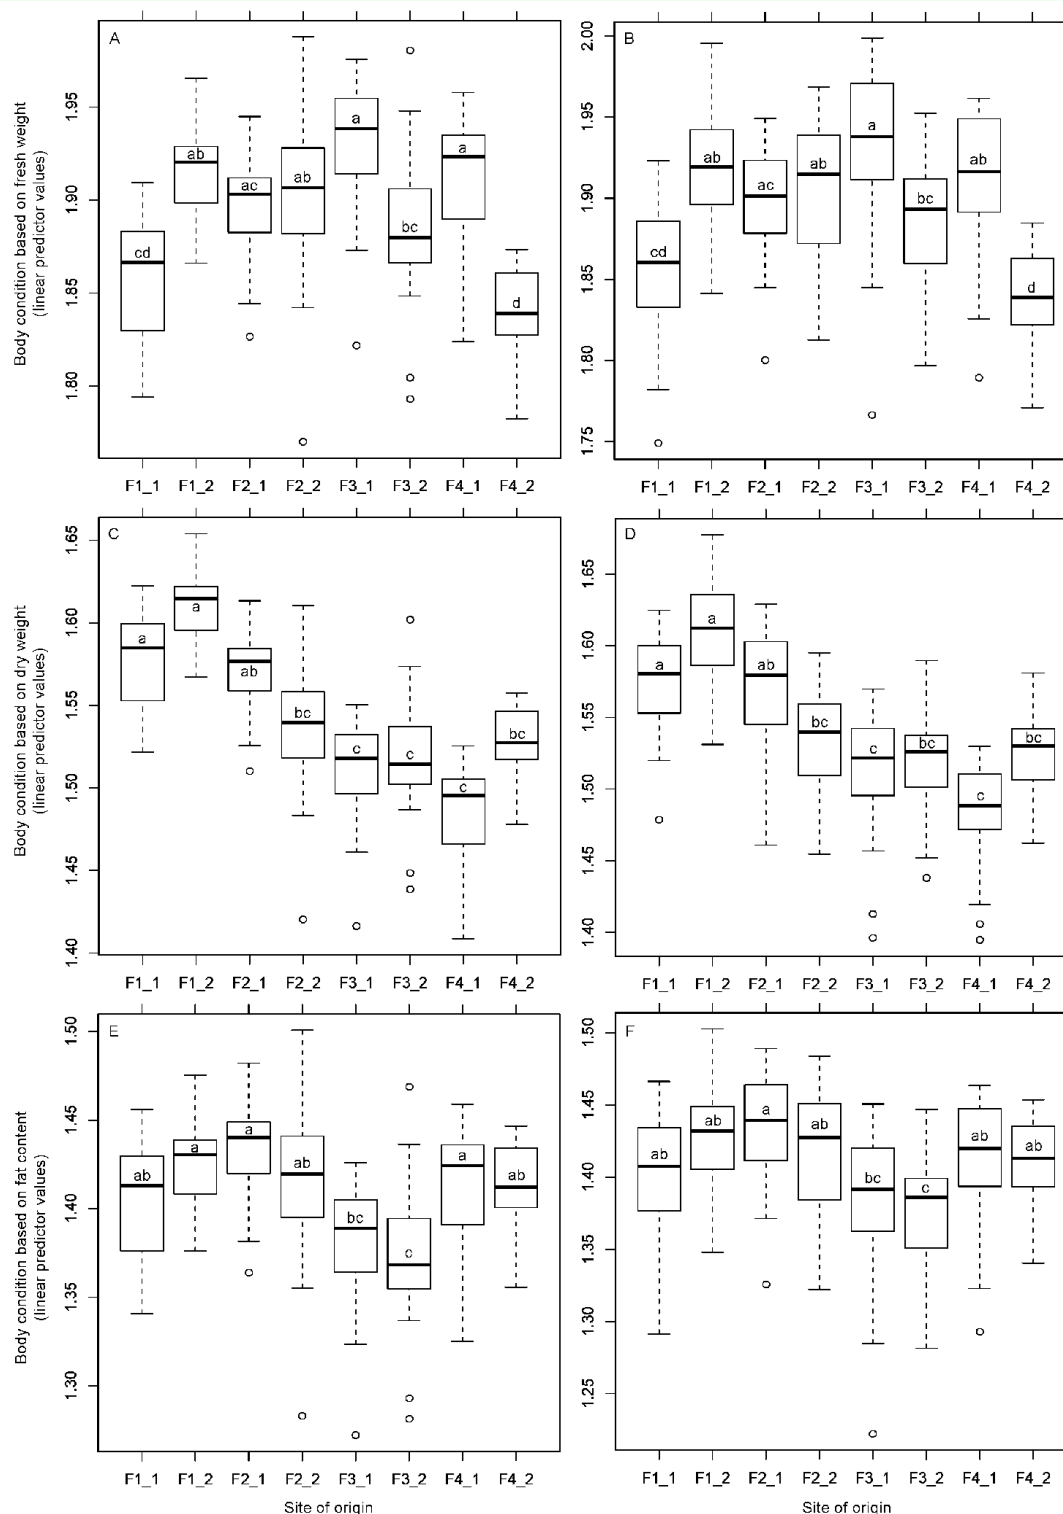 A
B
Body condition based on fresh weight
(linear predictor values)
1.95
1.90
1.85
1.80
cd
ab
ac
ab
a
bc
a
d
2.00
1.95
1.90
1.85
1.80
1.75
cd
ab
ac
ab
a
bc
ab
d
F1_1 F1_2 F2_1 F2_2 F3_1 F3_2 F4_1 F4_2
F1_1 F1_2 F2_1 F2_2 F3_1 F3_2 F4_1 F4_2
C
D
Body condition based on dry weight
(linear predictor values)
1.65
1.60
1.55
1.50
1.45
1.40
a
a
ab
bc
c
c
c
bc
1.65
1.60
1.55
1.50
1.45
1.40
a
a
ab
bc
c
bc
c
bc
F1_1 F1_2 F2_1 F2_2 F3_1 F3_2 F4_1 F4_2
F1_1 F1_2 F2_1 F2_2 F3_1 F3_2 F4_1 F4_2
E
F
Body condition based on fat content
(linear predictor values)
1.50
1.45
1.40
1.35
1.30
ab
a
a
ab
bc
c
a
ab
1.50
1.45
1.40
1.35
1.30
1.25
ab
ab
a
ab
bc
c
ab
ab
F1_1 F1_2 F2_1 F2_2 F3_1 F3_2 F4_1 F4_2
F1_1 F1_2 F2_1 F2_2 F3_1 F3_2 F4_1 F4_2
Site of origin
Site of origin